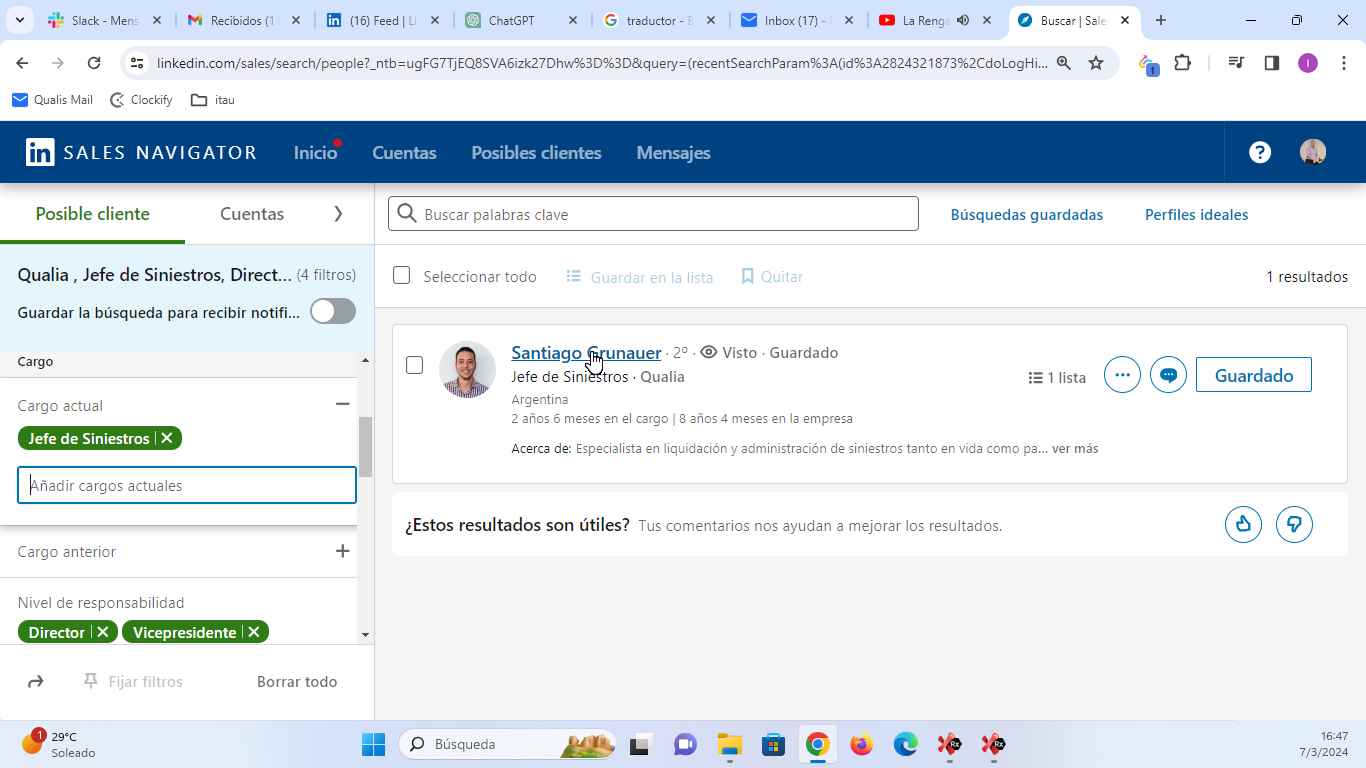 Slack - Mens
Recibidos (1
(16) Feed | Li
ChatGPT
traductor - B
Inbox (17) -
La Renga
Buscar | Sale
linkedin.com/sales/search/people?_ntb=ugFG7TjEQ8SVA6izk27Dhw%3D%3D&query=(recentSearchParam%3A(id%3A2824321873%2CdoLogHi...
1
I
Qualis Mail
Clockify
itau
in SALES NAVIGATOR
Inicio
Cuentas
Posibles clientes
Mensajes
?
Posible cliente
Cuentas
Buscar palabras clave
Búsquedas guardadas
Perfiles ideales
Qualia , Jefe de Siniestros, Direct... (4 filtros)
Guardar la búsqueda para recibir notifi...
Seleccionar todo
Guardar en la lista
Quitar
1 resultados
Cargo
Cargo actual
Jefe de Siniestros
Añadir cargos actuales
Cargo anterior
Nivel de responsabilidad
Director
Vicepresidente
Fijar filtros
Borrar todo
Santiago Grunauer · 2º · Visto · Guardado
Jefe de Siniestros · Qualia
Argentina
2 años 6 meses en el cargo | 8 años 4 meses en la empresa
Acerca de: Especialista en liquidación y administración de siniestros tanto en vida como pa... ver más
1 lista
Guardado
¿Estos resultados son útiles? Tus comentarios nos ayudan a mejorar los resultados.
1
29°C
Soleado
Búsqueda
Rx
Rx
16:47
7/3/2024